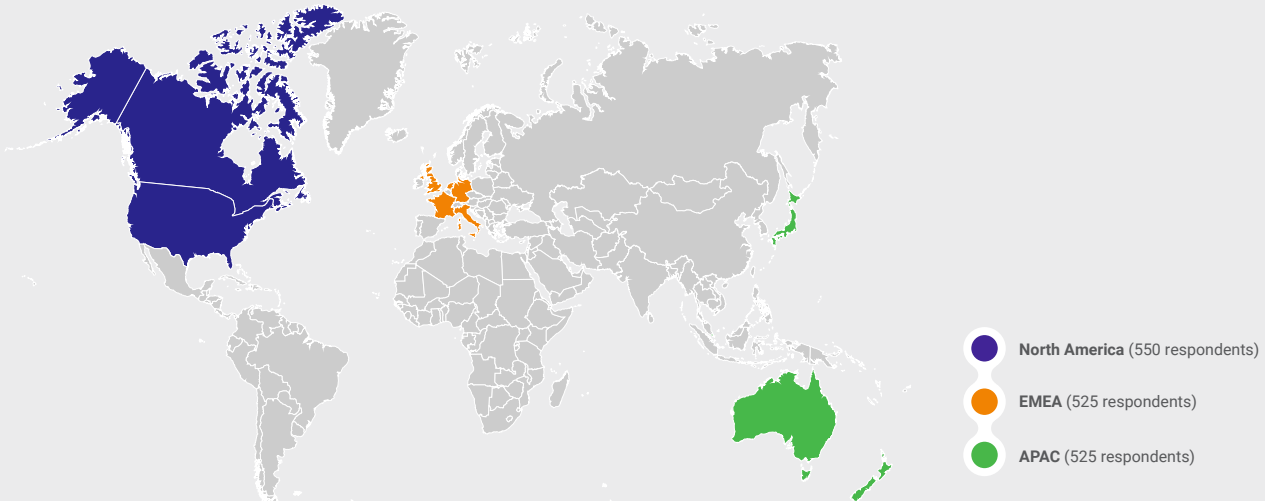 North America (550 respondents)
EMEA (525 respondents)
APAC (525 respondents)